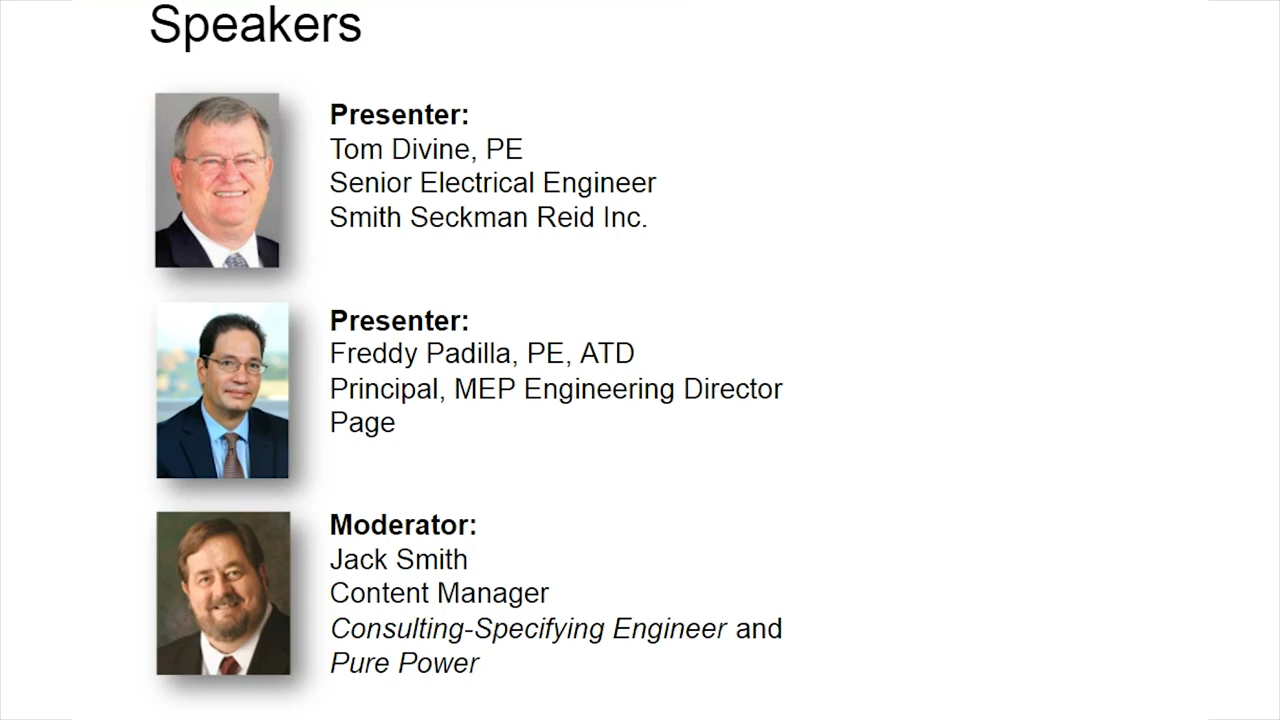 Speakers
Presenter:
Tom Divine, PE
Senior Electrical Engineer
Smith Seckman Reid Inc.
Presenter:
Freddy Padilla, PE, ATD
Principal, MEP Engineering Director
Page
Moderator:
Jack Smith
Content Manager
Consulting-Specifying Engineer and
Pure Power